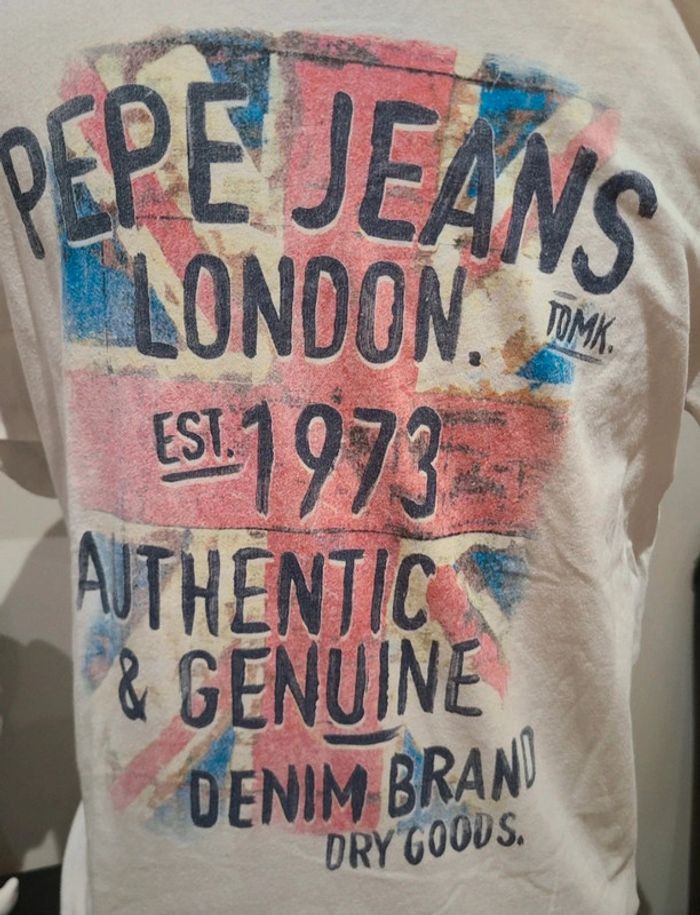 PEPE JEANS
LONDON.
TDMK.
EST. 1973
AUTHENTIC
& GENUINE
DENIM BRAND
DRY GOODS.